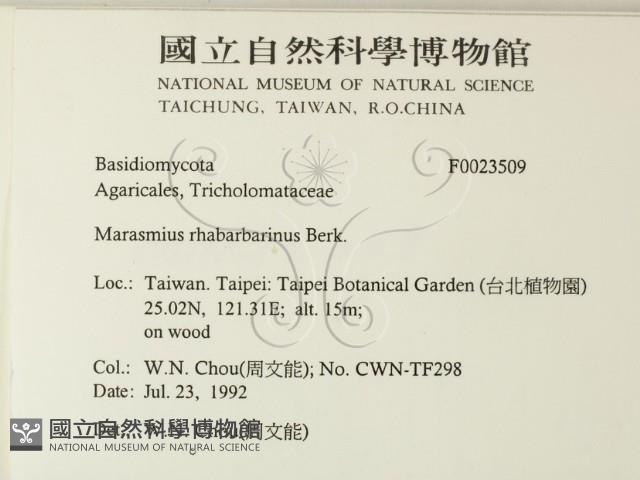 國立自然科學博物館
NATIONAL MUSEUM OF NATURAL SCIENCE
TAICHUNG, TAIWAN, R.O.CHINA
Basidiomycota F0023509
Agaricales, Tricholomataceae
Marasmius rhabarbarinus Berk.
Loc.: Taiwan. Taipei: Taipei Botanical Garden (台北植物園)
25.02N, 121.31E; alt. 15m;
on wood
Col.: W.N. Chou(周文能); No. CWN-TF298
Date: Jul. 23, 1992
(周文能)
國立自然科學博物館
NATIONAL MUSEUM OF NATURAL SCIENCE